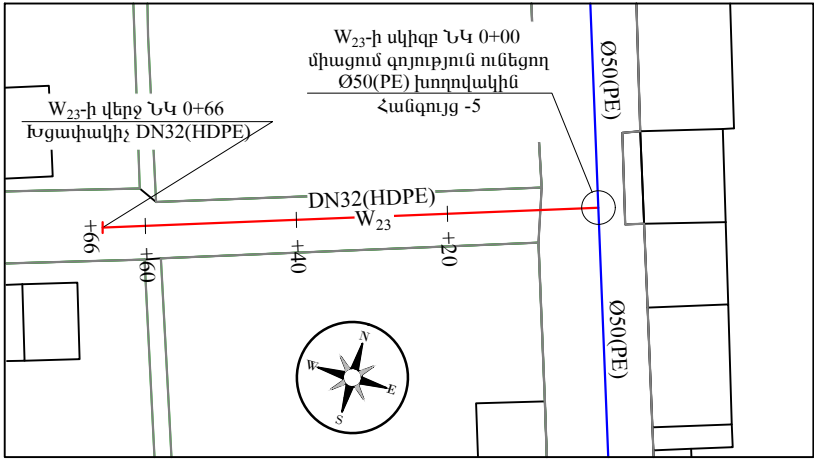 W₂₃-ի սկիզբ ՆԿ 0+00
միացում գոյություն ունեցող
Ø50(PE) խողովակին
Հանգույց -5
Ø50(PE)
W₂₃-ի վերջ ՆԿ 0+66
Խցափակիչ DN32(HDPE)
DN32(HDPE)
W₂₃
+66
+60
+40
+20
Ø50(PE)
N
W
E
S